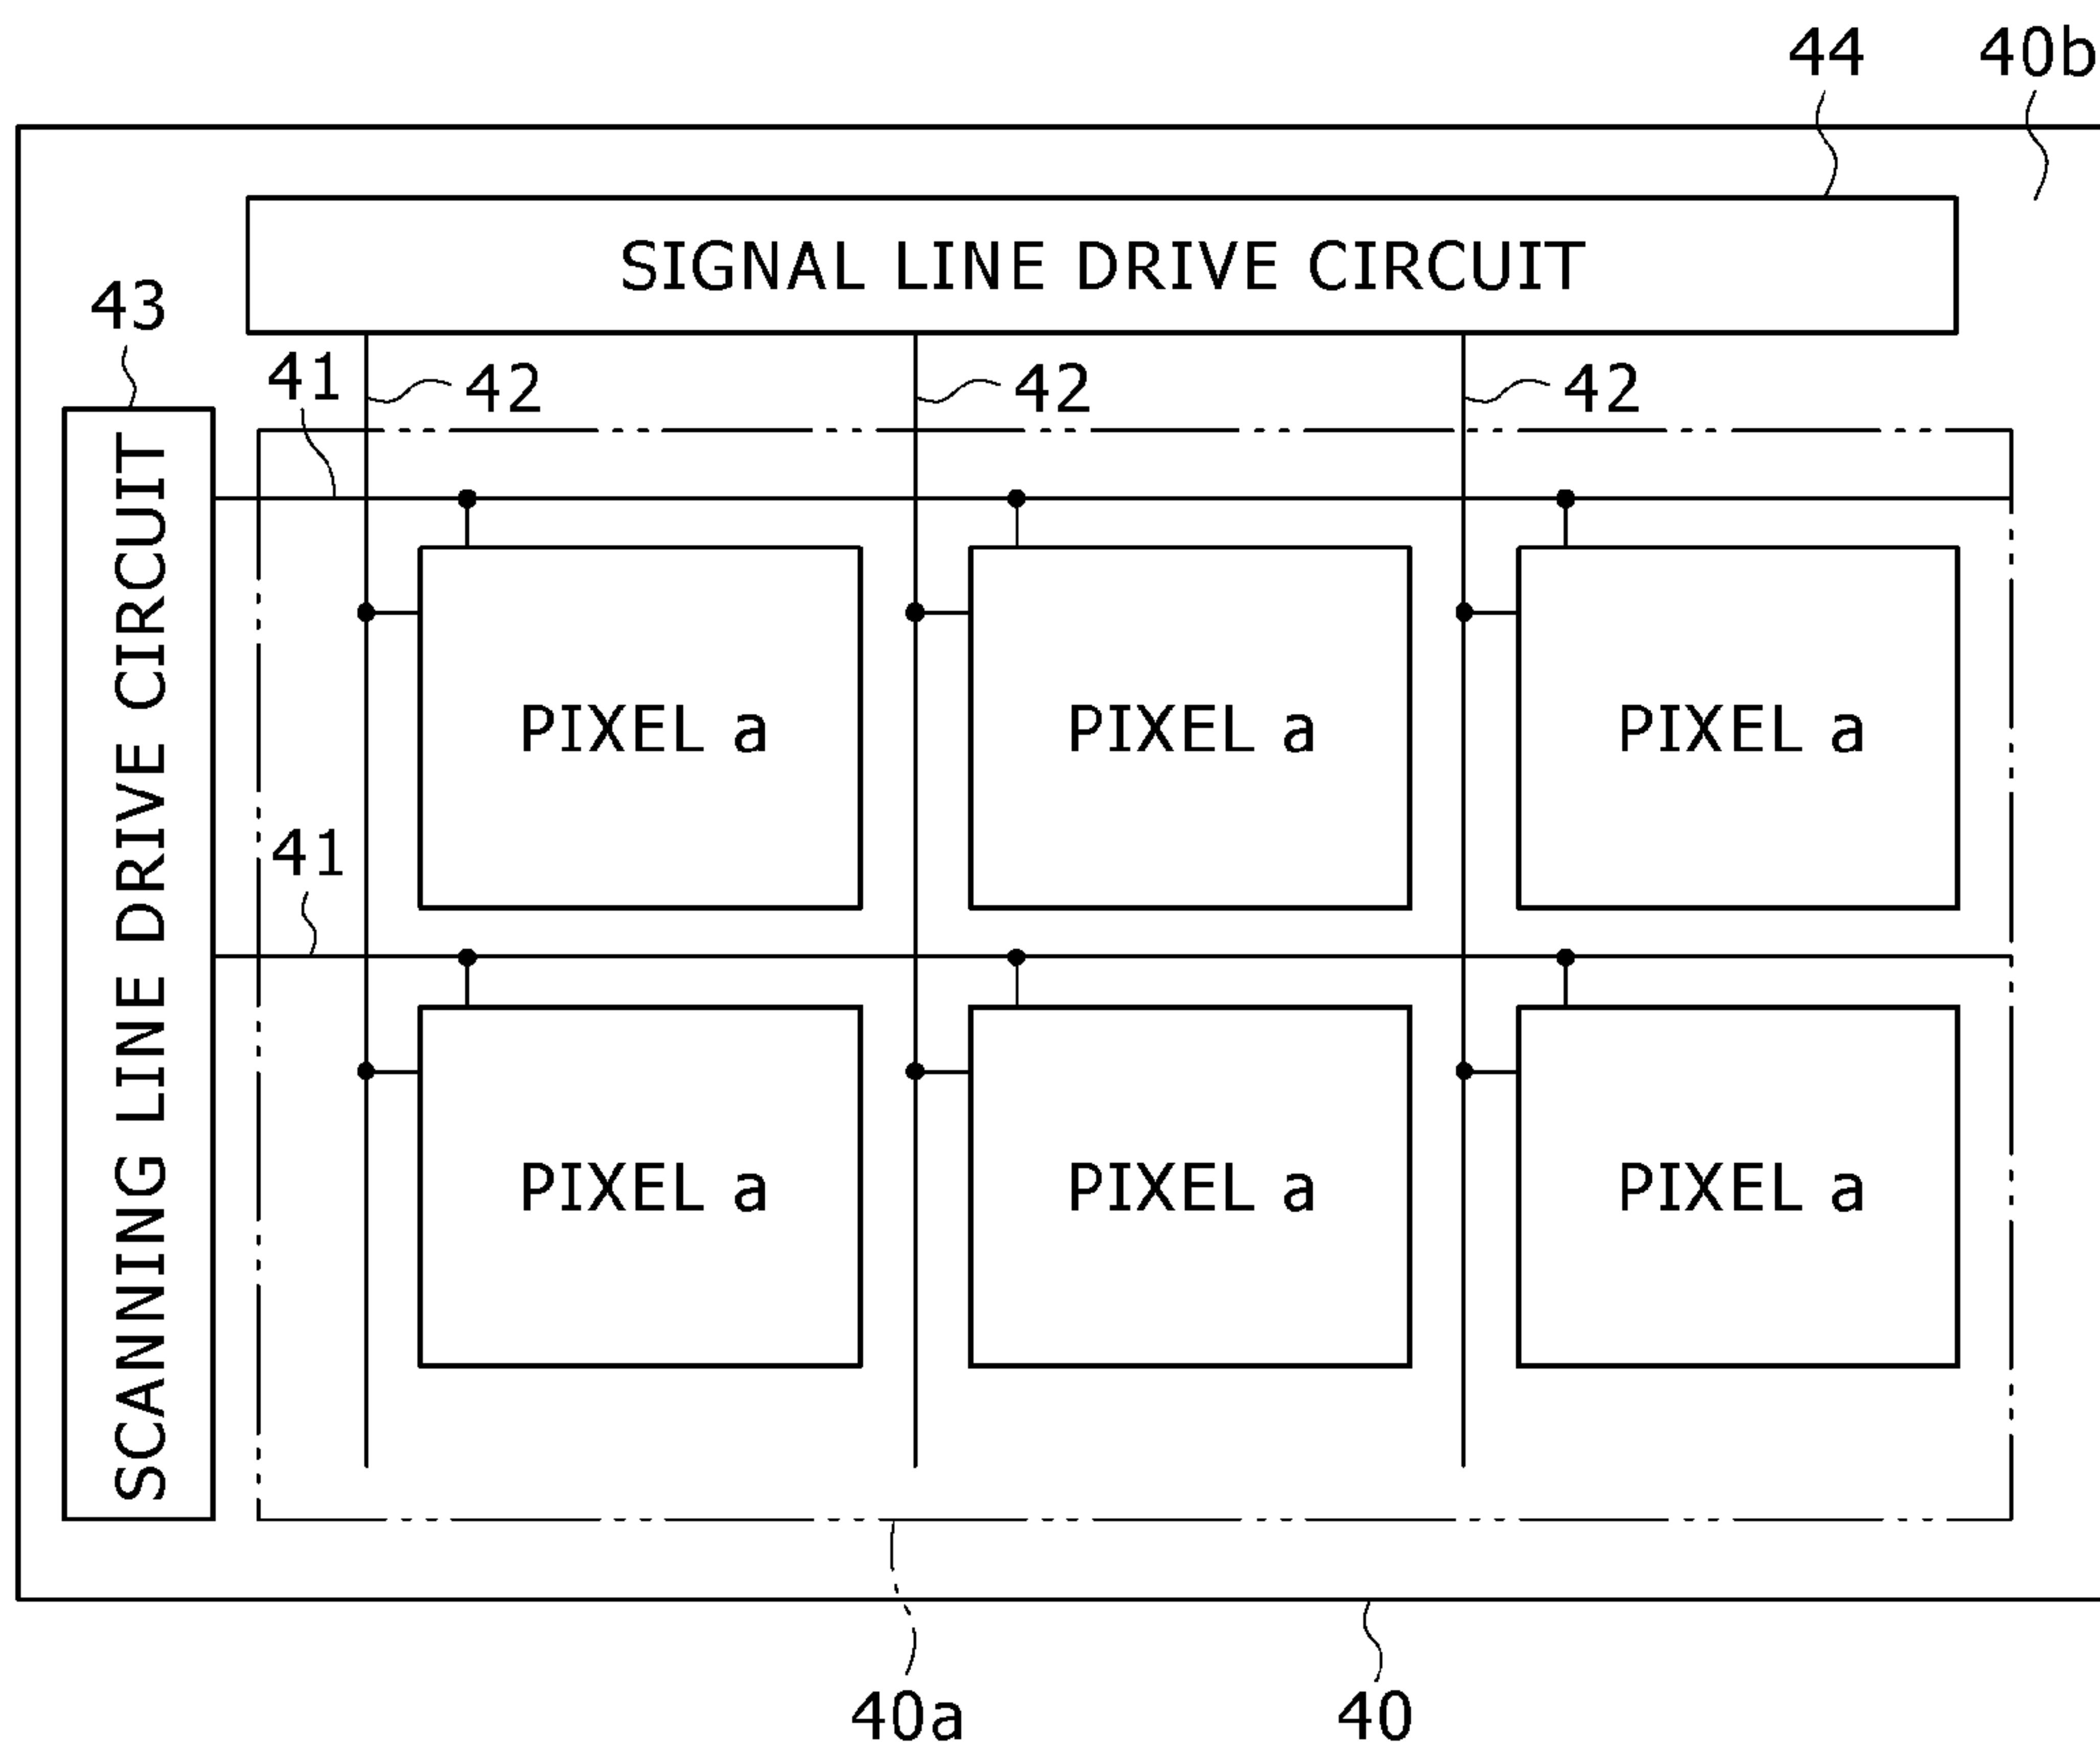 44
40b
SIGNAL LINE DRIVE CIRCUIT
43
41
42
42
42
SCANNING LINE DRIVE CIRCUIT
PIXEL a
PIXEL a
PIXEL a
41
PIXEL a
PIXEL a
PIXEL a
40a
40